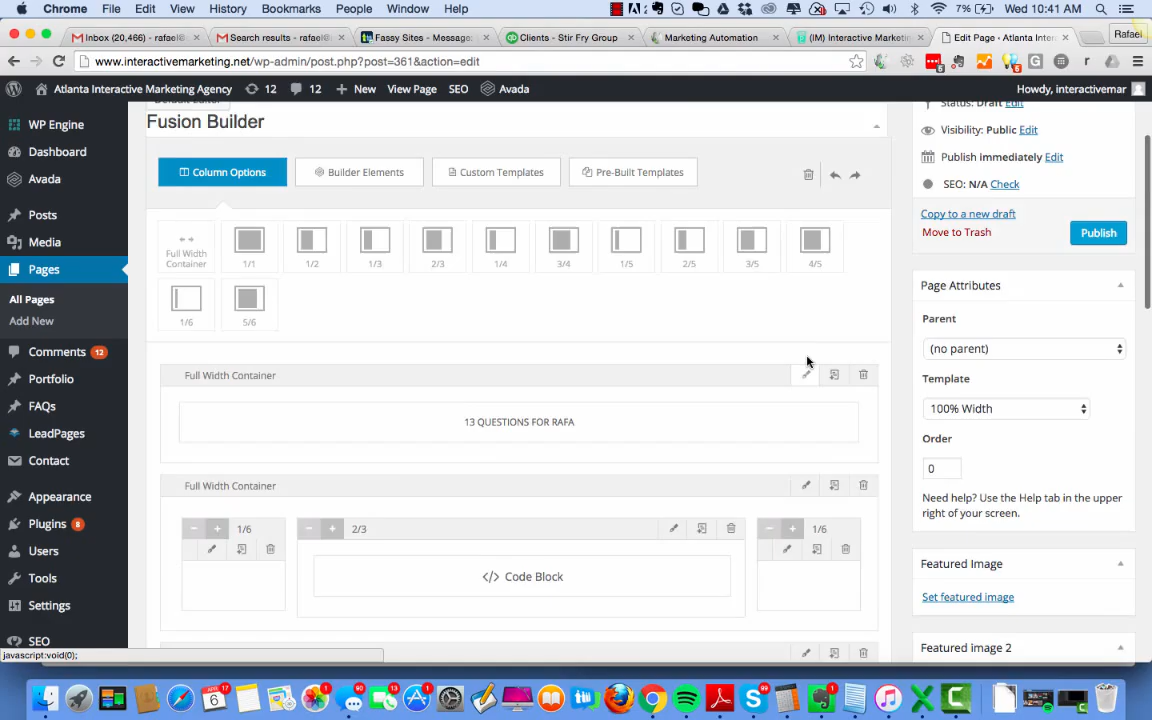 Chrome File Edit View History Bookmarks People Window Help 7% Wed 10:41 AM
Inbox (20,466) - rafael@i Search results - rafael@i Fassy Sites - Message: Clients - Stir Fry Group Marketing Automation (IM) Interactive Marketin Edit Page - Atlanta Inter Rafael
www.interactivemarketing.net/wp-admin/post.php?post=361&action=edit
Atlanta Interactive Marketing Agency 12 12 New View Page SEO Avada Howdy, interactivemar
WP Engine
Dashboard
Avada
Posts
Media
Pages
All Pages
Add New
Comments 12
Portfolio
FAQs
LeadPages
Contact
Appearance
Plugins 8
Users
Tools
Settings
SEO
javascript:void(0);
Default Editor
Fusion Builder
Column Options Builder Elements Custom Templates Pre-Built Templates
Full Width Container 1/1 1/2 1/3 2/3 1/4 3/4 1/5 2/5 3/5 4/5
1/6 5/6
Full Width Container
13 QUESTIONS FOR RAFA
Full Width Container
1/6 2/3 1/6
</> Code Block
Status: Draft Edit
Visibility: Public Edit
Publish immediately Edit
SEO: N/A Check
Copy to a new draft
Move to Trash Publish
Page Attributes
Parent
(no parent)
Template
100% Width
Order
0
Need help? Use the Help tab in the upper
right of your screen.
Featured Image
Set featured image
Featured image 2